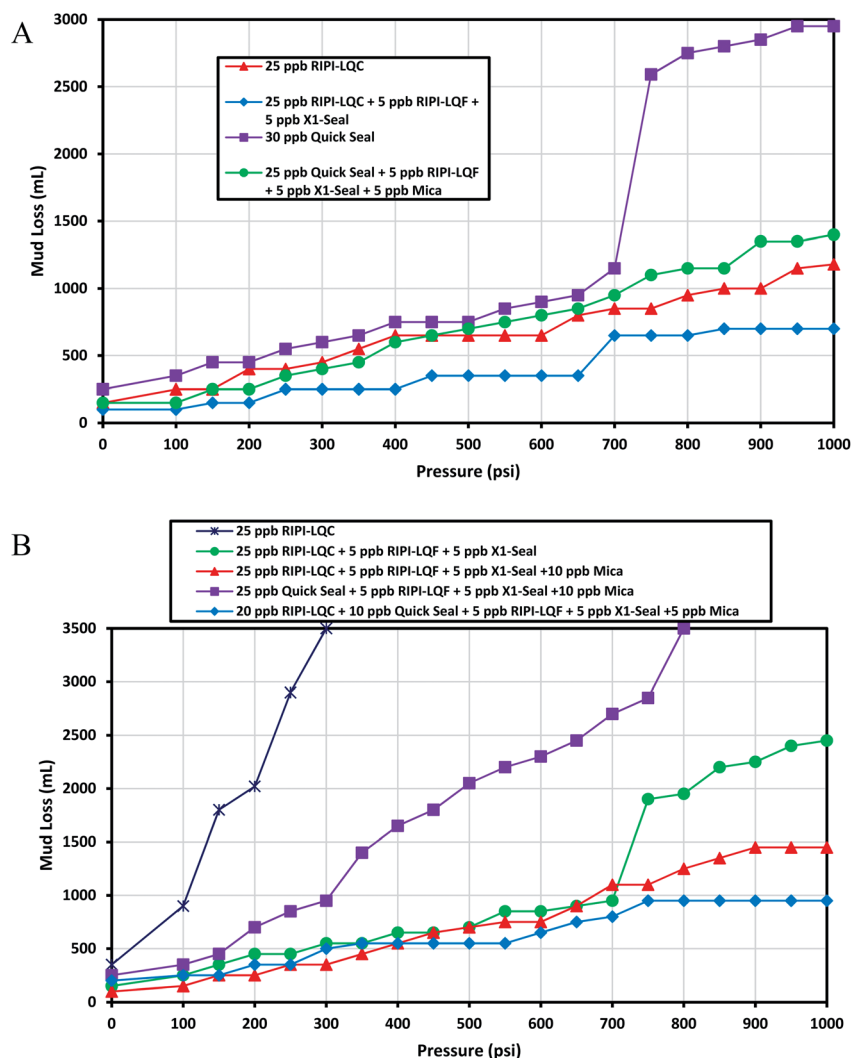 A
3000
2500
2000
1500
1000
500
0
Mud Loss (mL)
25 ppb RIPI-LQC
25 ppb RIPI-LQC + 5 ppb RIPI-LQF +
5 ppb X1-Seal
30 ppb Quick Seal
25 ppb Quick Seal + 5 ppb RIPI-LQF
+ 5 ppb X1-Seal + 5 ppb Mica
0 100 200 300 400 500 600 700 800 900 1000
Pressure (psi)
B
25 ppb RIPI-LQC
25 ppb RIPI-LQC + 5 ppb RIPI-LQF + 5 ppb X1-Seal
25 ppb RIPI-LQC + 5 ppb RIPI-LQF + 5 ppb X1-Seal +10 ppb Mica
25 ppb Quick Seal + 5 ppb RIPI-LQF + 5 ppb X1-Seal +10 ppb Mica
20 ppb RIPI-LQC + 10 ppb Quick Seal + 5 ppb RIPI-LQF + 5 ppb X1-Seal +5 ppb Mica
3500
3000
2500
2000
1500
1000
500
0
Mud Loss (mL)
0 100 200 300 400 500 600 700 800 900 1000
Pressure (psi)